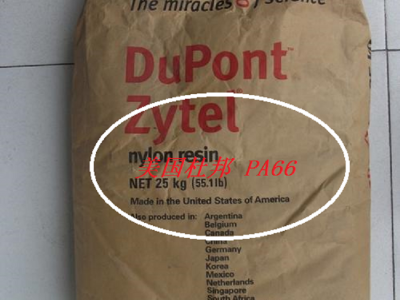 The miracles of science
DuPont™
Zytel®
nylon resin
美国杜邦 PA66
NET 25 kg (55.1lb)
Made in the United States of America
Also produced in: Argentina
Belgium
Canada
China
Germany
Japan
Korea
Mexico
Netherlands
Singapore
South Africa